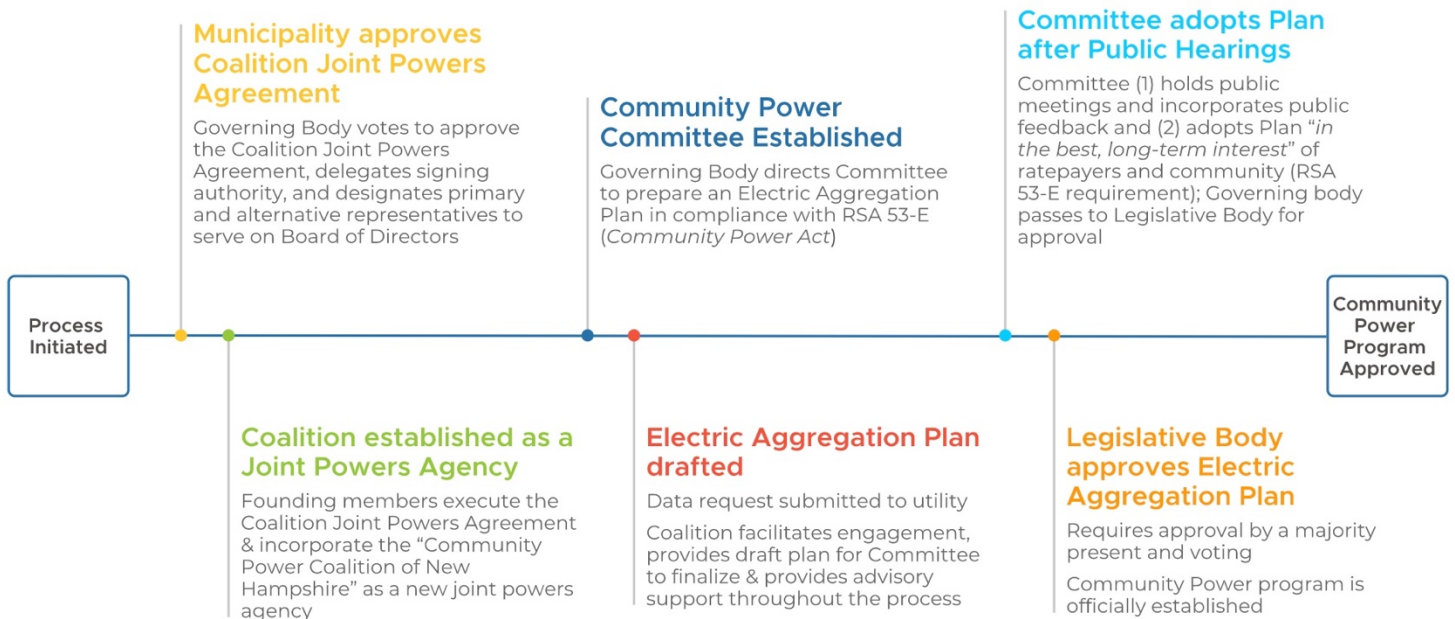 Process
Initiated
Municipality approves
Coalition Joint Powers
Agreement
Governing Body votes to approve
the Coalition Joint Powers
Agreement, delegates signing
authority, and designates primary
and alternative representatives to
serve on Board of Directors
Coalition established as a
Joint Powers Agency
Founding members execute the
Coalition Joint Powers Agreement
& incorporate the “Community
Power Coalition of New
Hampshire” as a new joint powers
agency
Community Power
Committee Established
Governing Body directs Committee
to prepare an Electric Aggregation
Plan in compliance with RSA 53-E
(Community Power Act)
Electric Aggregation Plan
drafted
Data request submitted to utility
Coalition facilitates engagement,
provides draft plan for Committee
to finalize & provides advisory
support throughout the process
Committee adopts Plan
after Public Hearings
Committee (1) holds public
meetings and incorporates public
feedback and (2) adopts Plan “in
the best, long-term interest” of
ratepayers and community (RSA
53-E requirement); Governing body
passes to Legislative Body for
approval
Legislative Body
approves Electric
Aggregation Plan
Requires approval by a majority
present and voting
Community Power program is
officially established
Community
Power
Program
Approved